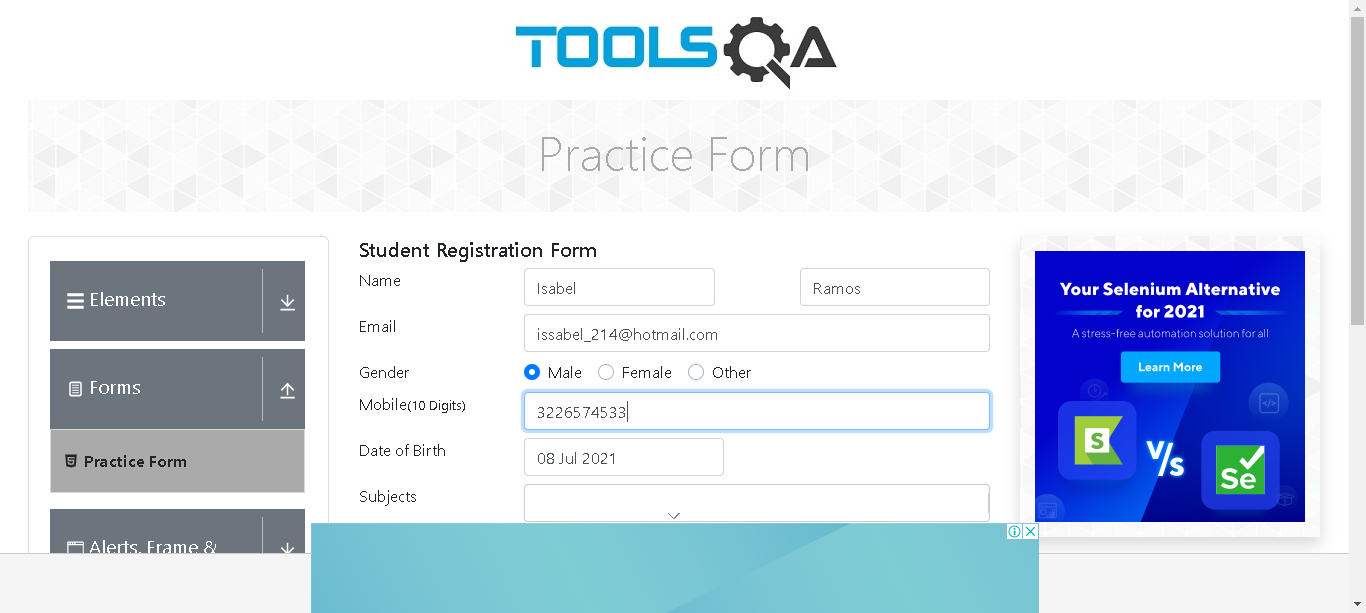 TOOLSQA
Practice Form
Elements
Forms
Practice Form
Alerts, Frame &
Student Registration Form
Name
Isabel
Ramos
Email
issabel_214@hotmail.com
Gender
Male
Female
Other
Mobile(10 Digits)
3226574533
Date of Birth
08 Jul 2021
Subjects
Your Selenium Alternative
for 2021
A stress-free automation solution for all
Learn More
S
V/s
Se